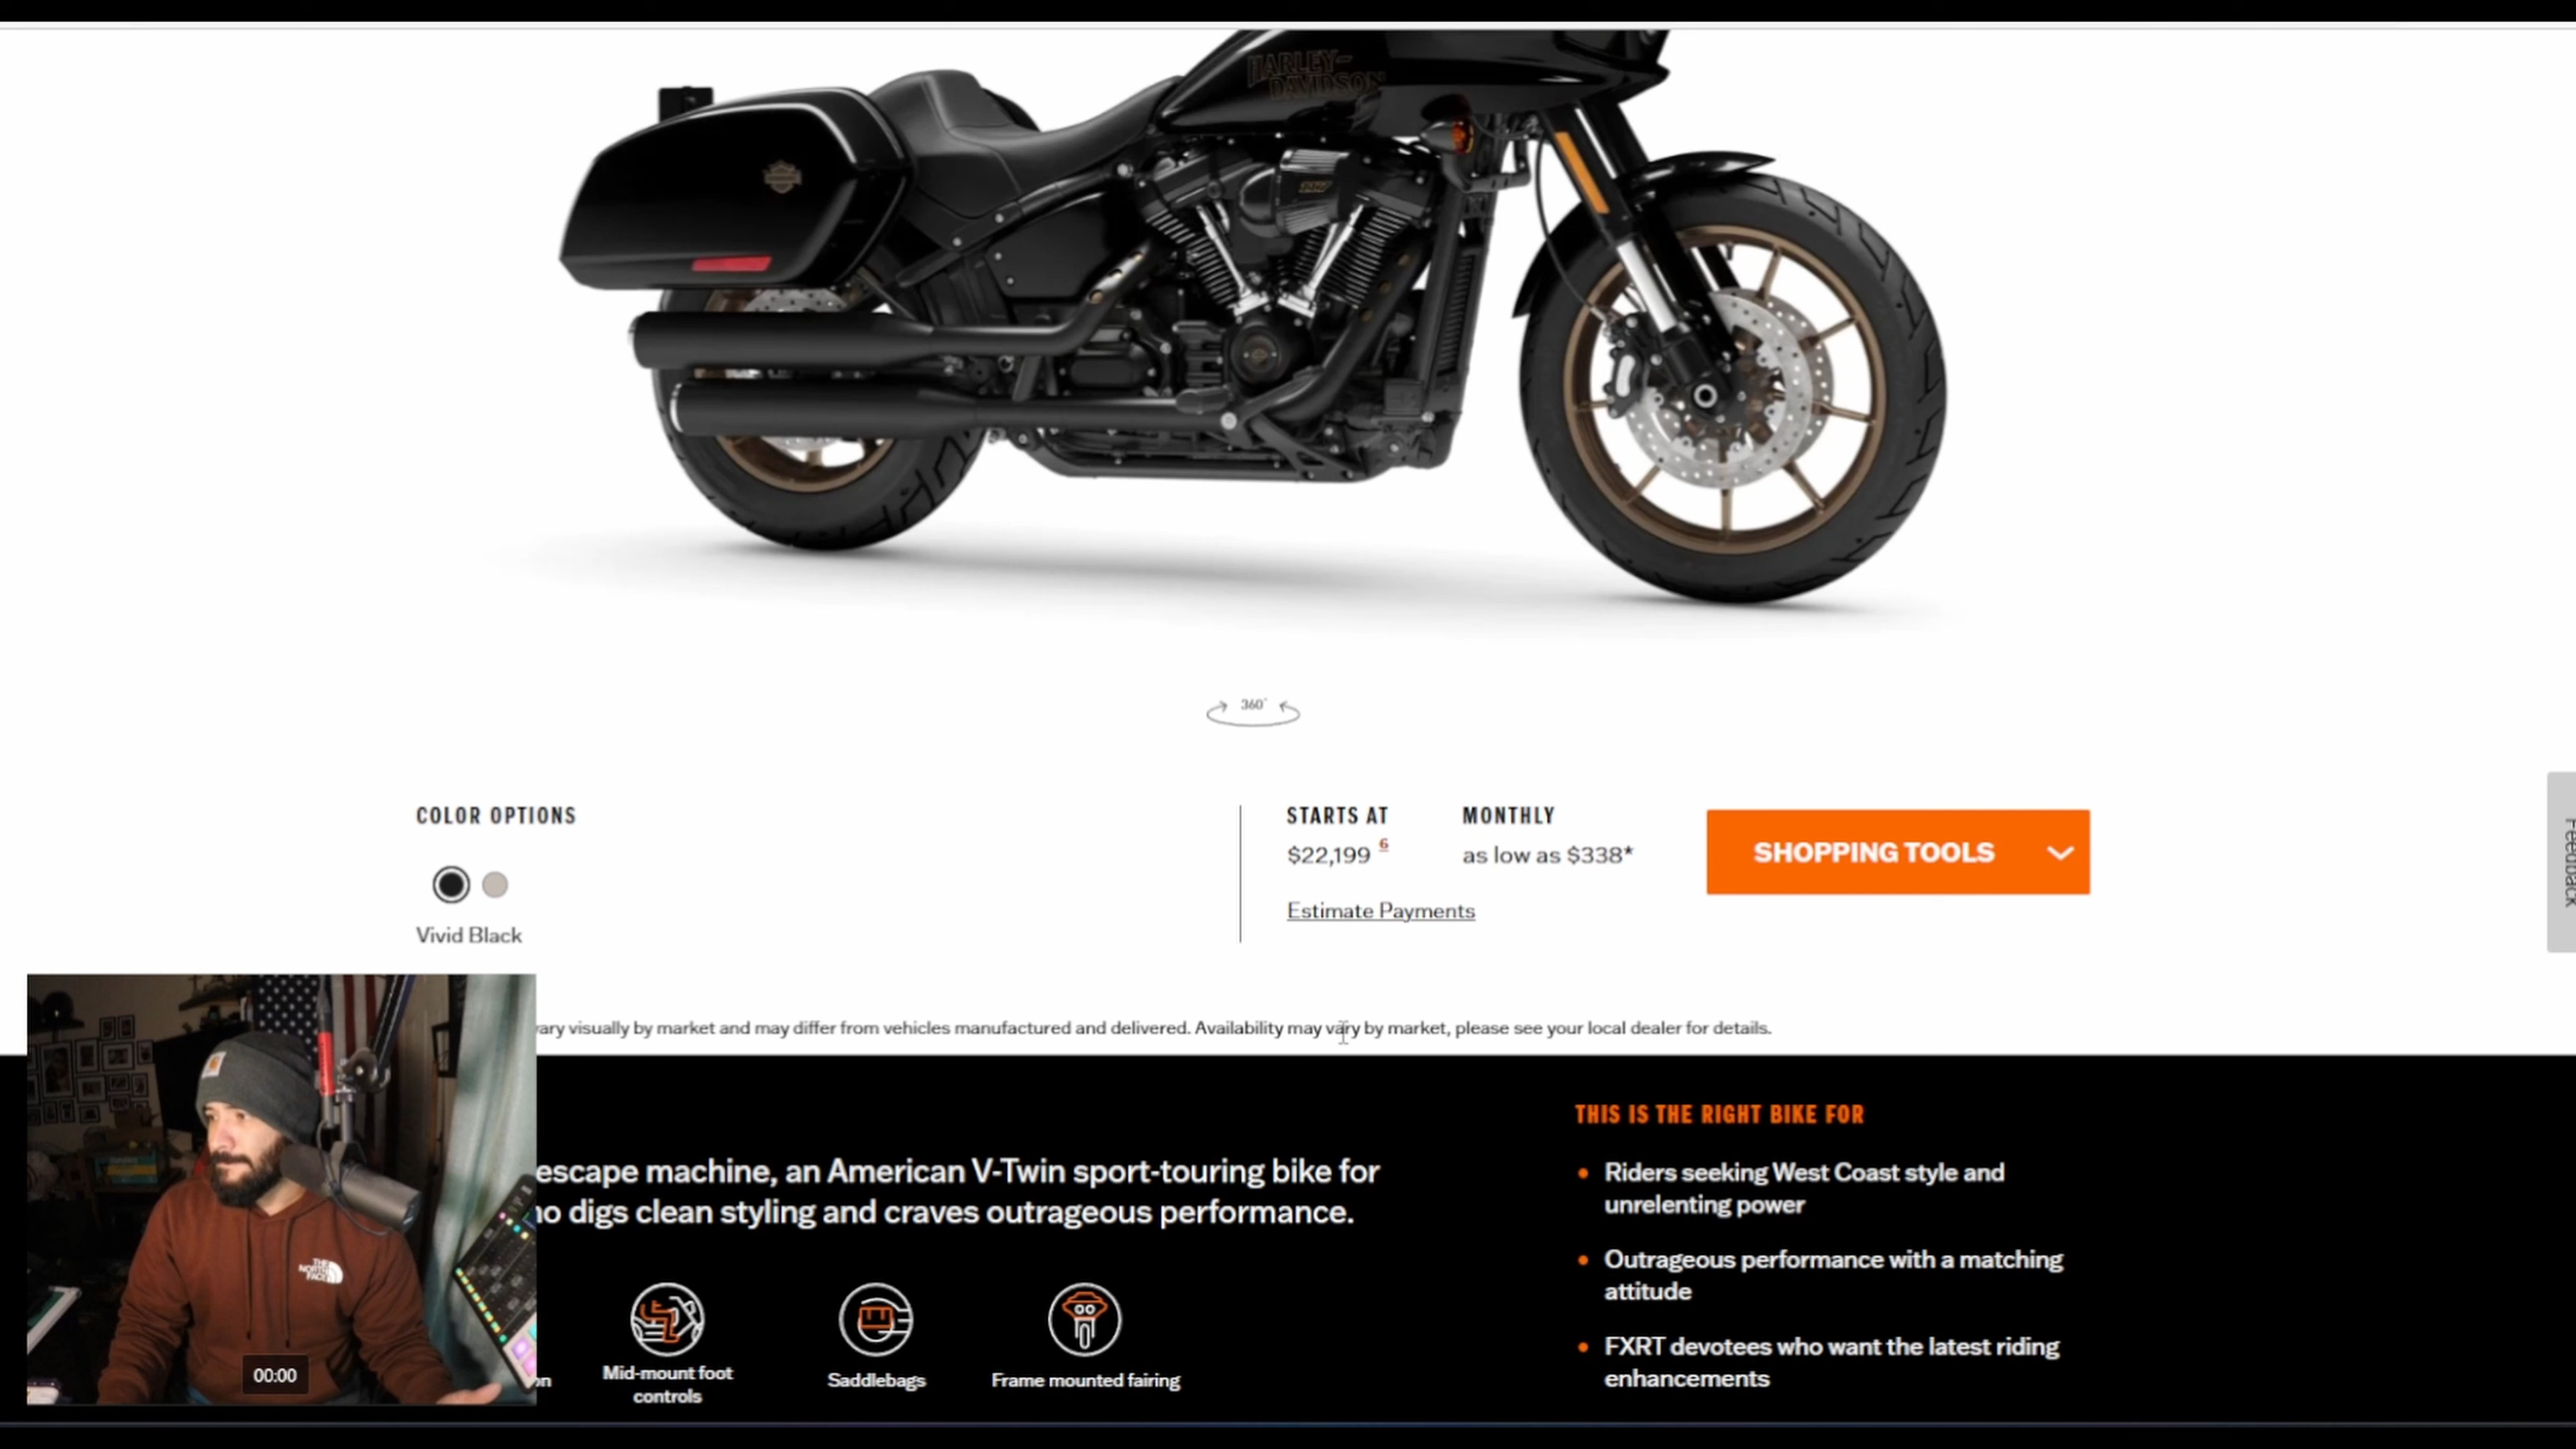 HARLEY-
DAVIDSON
117
360°
COLOR OPTIONS
Vivid Black
STARTS AT
$22,199 6
Estimate Payments
MONTHLY
as low as $338*
SHOPPING TOOLS
Feedback
vary visually by market and may differ from vehicles manufactured and delivered. Availability may vary by market, please see your local dealer for details.
escape machine, an American V-Twin sport-touring bike for
digs clean styling and craves outrageous performance.
Mid-mount foot
controls
Saddlebags
Frame mounted fairing
THIS IS THE RIGHT BIKE FOR
• Riders seeking West Coast style and
unrelenting power
• Outrageous performance with a matching
attitude
• FXRT devotees who want the latest riding
enhancements
THE
NORTH
FACE
00:00